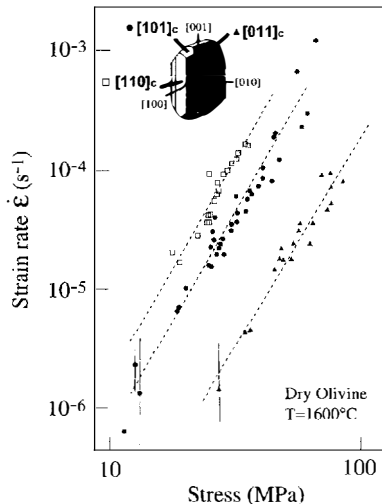 ● [101]c
[001]
▲ [011]c
□ [110]c
[100]
[010]
10⁻³
10⁻⁴
10⁻⁵
10⁻⁶
Strain rate ε̇ (s⁻¹)
Dry Olivine
T=1600°C
10
100
Stress (MPa)